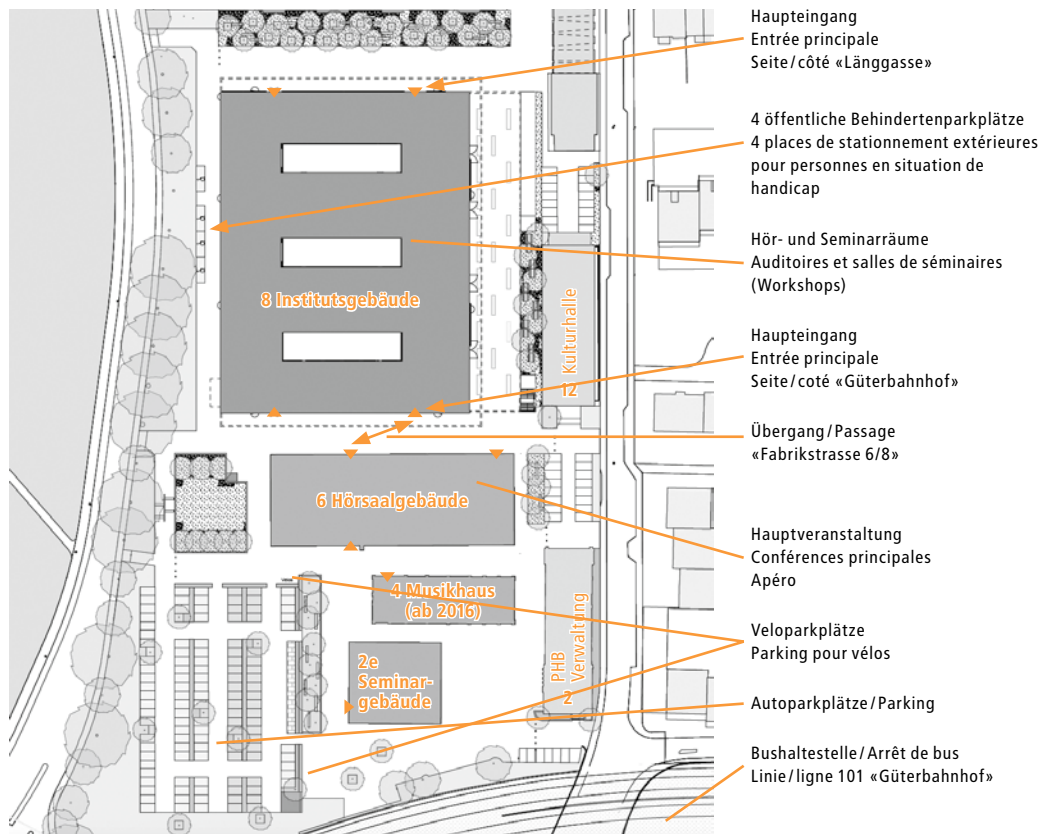 Haupteingang
Entrée principale
Seite/côté «Länggasse»
4 öffentliche Behindertenparkplätze
4 places de stationnement extérieures
pour personnes en situation de
handicap
Hör- und Seminarräume
Auditoires et salles de séminaires
(Workshops)
Haupteingang
Entrée principale
Seite/coté «Güterbahnhof»
Übergang/Passage
«Fabrikstrasse 6/8»
Hauptveranstaltung
Conférences principales
Apéro
Veloparkplätze
Parking pour vélos
Autoparkplätze/Parking
Bushaltestelle/Arrêt de bus
Linie/ligne 101 «Güterbahnhof»
8 Institutsgebäude
12 Kulturhalle
6 Hörsaalgebäude
4 Musikhaus
(ab 2016)
2e
Seminar-
gebäude
PHB
Verwaltung
2